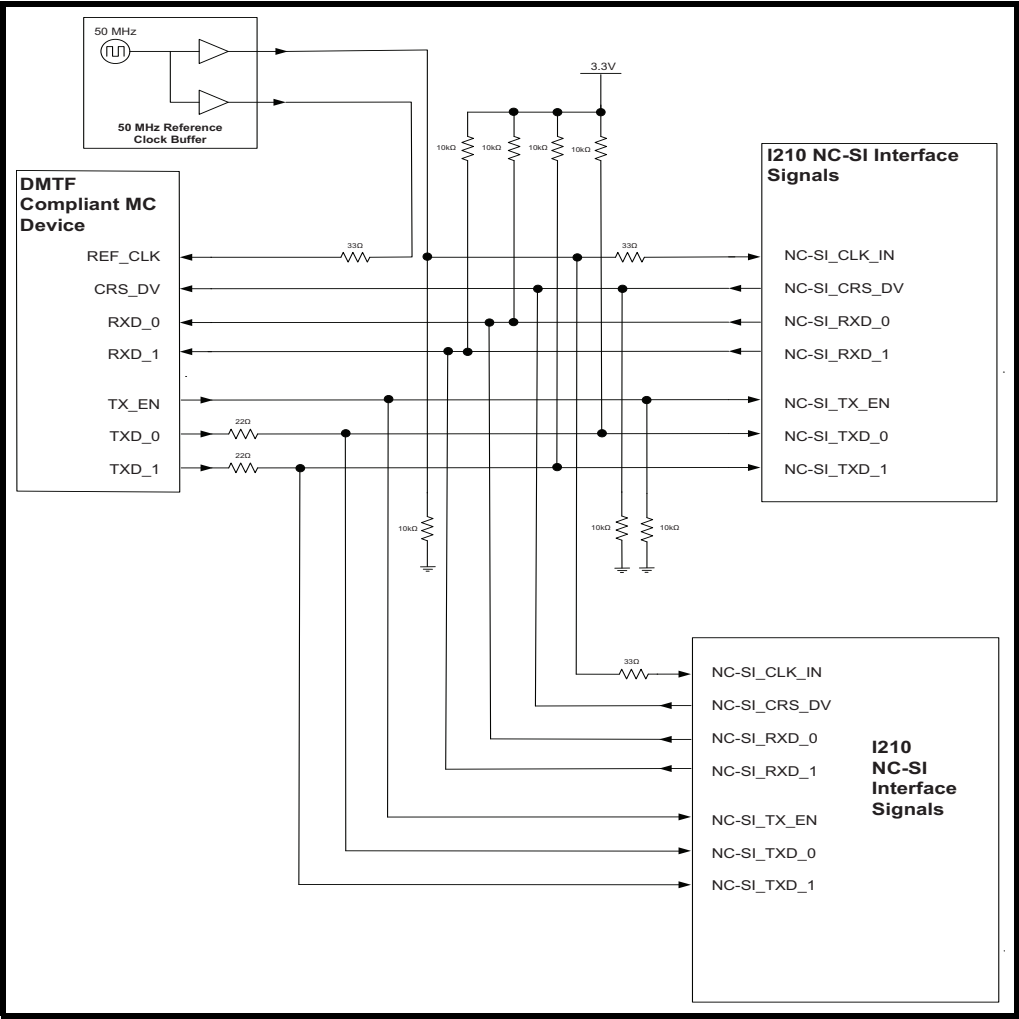 50 MHz
50 MHz Reference
Clock Buffer
3.3V
10kΩ
10kΩ
10kΩ
10kΩ
DMTF
Compliant MC
Device
REF_CLK
CRS_DV
RXD_0
RXD_1
TX_EN
TXD_0
TXD_1
33Ω
33Ω
22Ω
22Ω
I210 NC-SI Interface
Signals
NC-SI_CLK_IN
NC-SI_CRS_DV
NC-SI_RXD_0
NC-SI_RXD_1
NC-SI_TX_EN
NC-SI_TXD_0
NC-SI_TXD_1
10kΩ
10kΩ
10kΩ
33Ω
NC-SI_CLK_IN
NC-SI_CRS_DV
NC-SI_RXD_0
NC-SI_RXD_1
NC-SI_TX_EN
NC-SI_TXD_0
NC-SI_TXD_1
I210
NC-SI
Interface
Signals